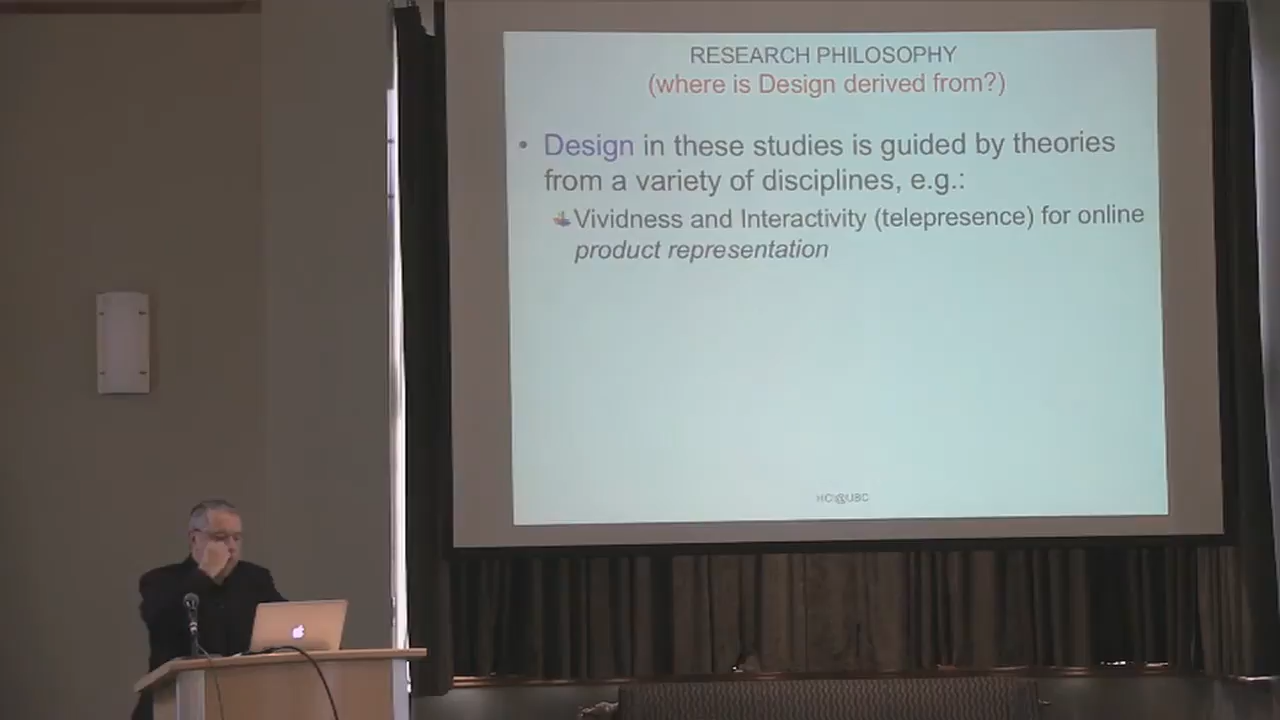 RESEARCH PHILOSOPHY
(where is Design derived from?)
• Design in these studies is guided by theories
from a variety of disciplines, e.g.:
Vividness and Interactivity (telepresence) for online
product representation
HCI@UBC